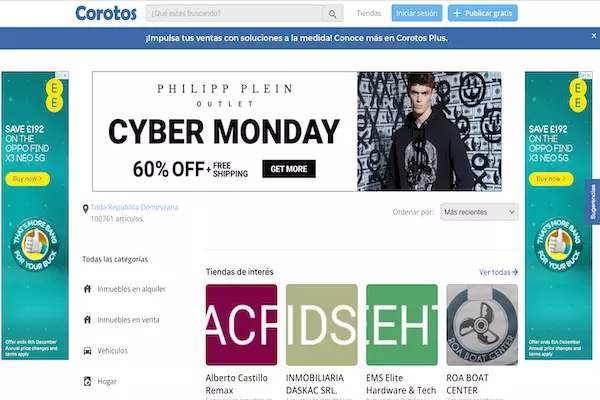 Corotos
¿Qué estás buscando?
Tiendas
Iniciar sesión
+ Publicar gratis
¡Impulsa tus ventas con soluciones a la medida! Conoce más en Corotos Plus.
x
EE
SAVE £192
ON THE
OPPO FIND
X3 NEO 5G
Buy now >
THAT'S MORE BANG
FOR YOUR BUCK
Offer ends 6th December
Annual price changes and
terms apply
PHILIPP PLEIN
OUTLET
CYBER MONDAY
60% OFF + FREE
SHIPPING
GET MORE
EE
SAVE £192
ON THE
OPPO FIND
X3 NEO 5G
Buy now >
THAT'S MORE BANG
FOR YOUR BUCK
Offer ends 6th December
Annual price changes and
terms apply
Sugerencias
Toda República Dominicana
100761 artículos
Ordenar por:
Más recientes
Todas las categorías
Inmuebles en alquiler
Inmuebles en venta
Vehículos
Hogar
Tiendas de interés
Ver todas
ACR
IDS
EHT
ROA BOAT CENTER
Alberto Castillo
Remax
INMOBILIARIA
DASKAC SRL.
EMS Elite
Hardware & Tech
ROA BOAT
CENTER